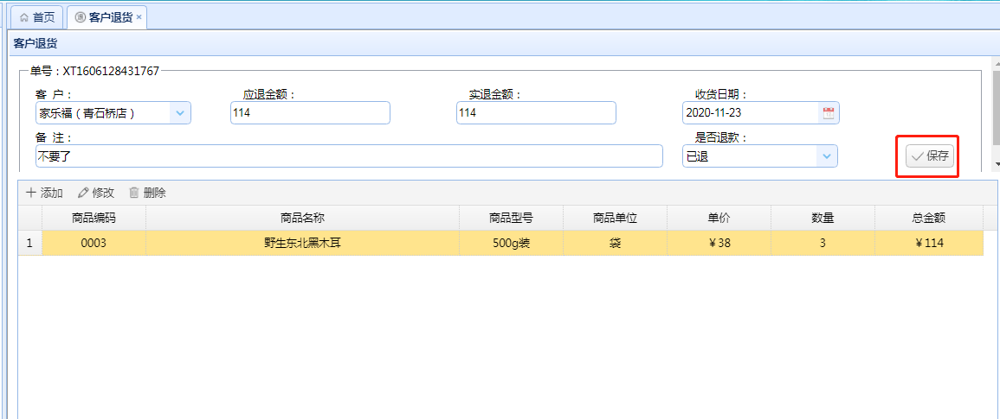 首页 客户退货 ×
客户退货
单号：XT1606128431767
客 户： 应退金额： 实退金额： 收货日期：
家乐福（青石桥店） 114 114 2020-11-23
备 注： 是否退款：
不要了 已退 保存
添加 修改 删除
商品编码 商品名称 商品型号 商品单位 单价 数量 总金额
1 0003 野生东北黑木耳 500g装 袋 ￥38 3 ￥114